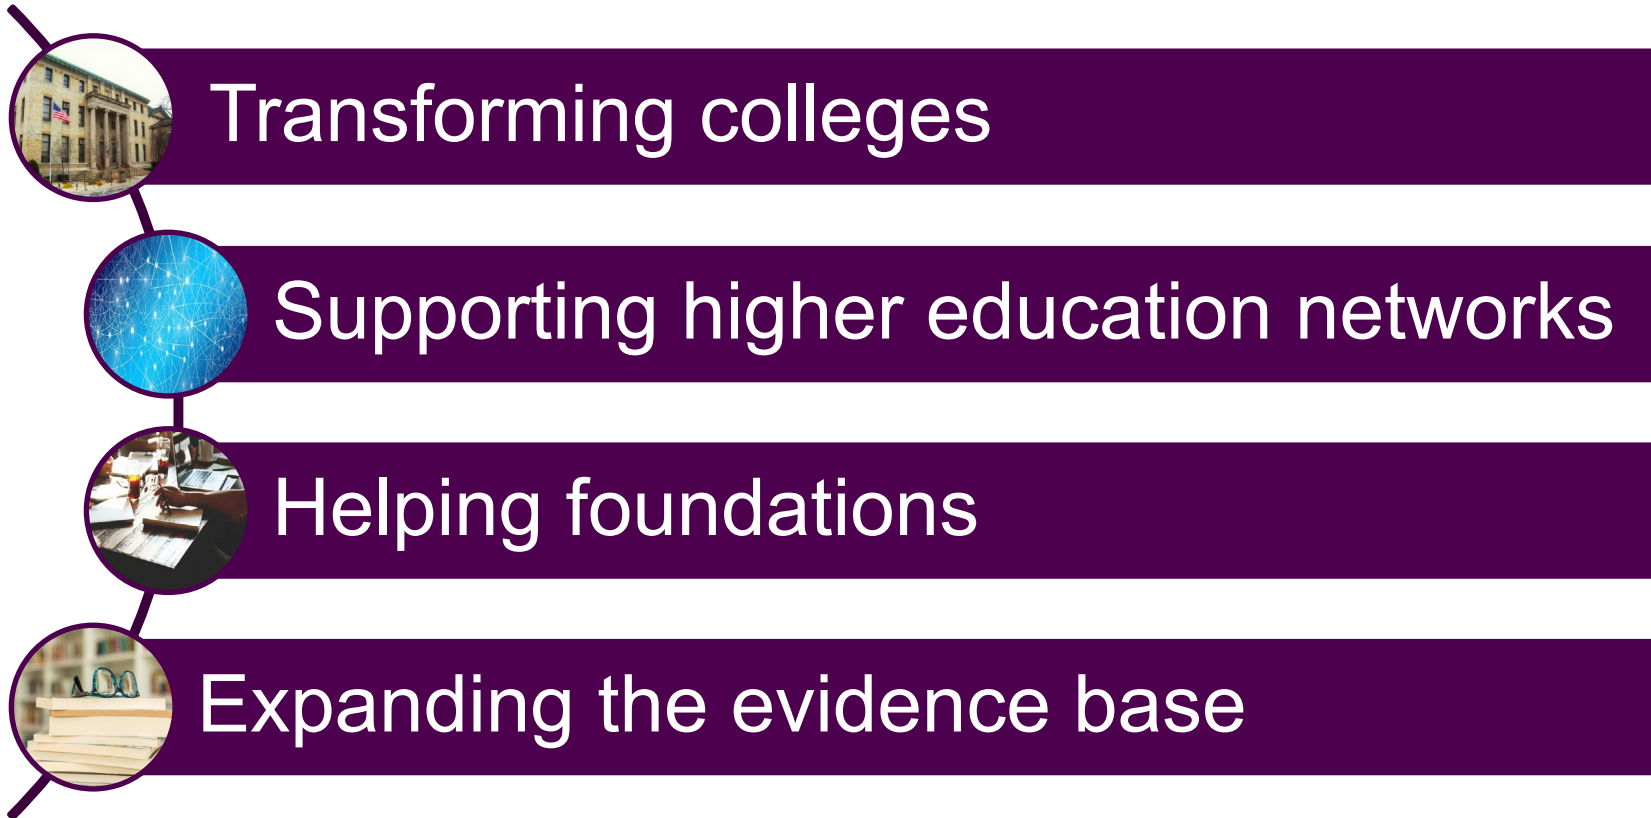 Transforming colleges
Supporting higher education networks
Helping foundations
Expanding the evidence base